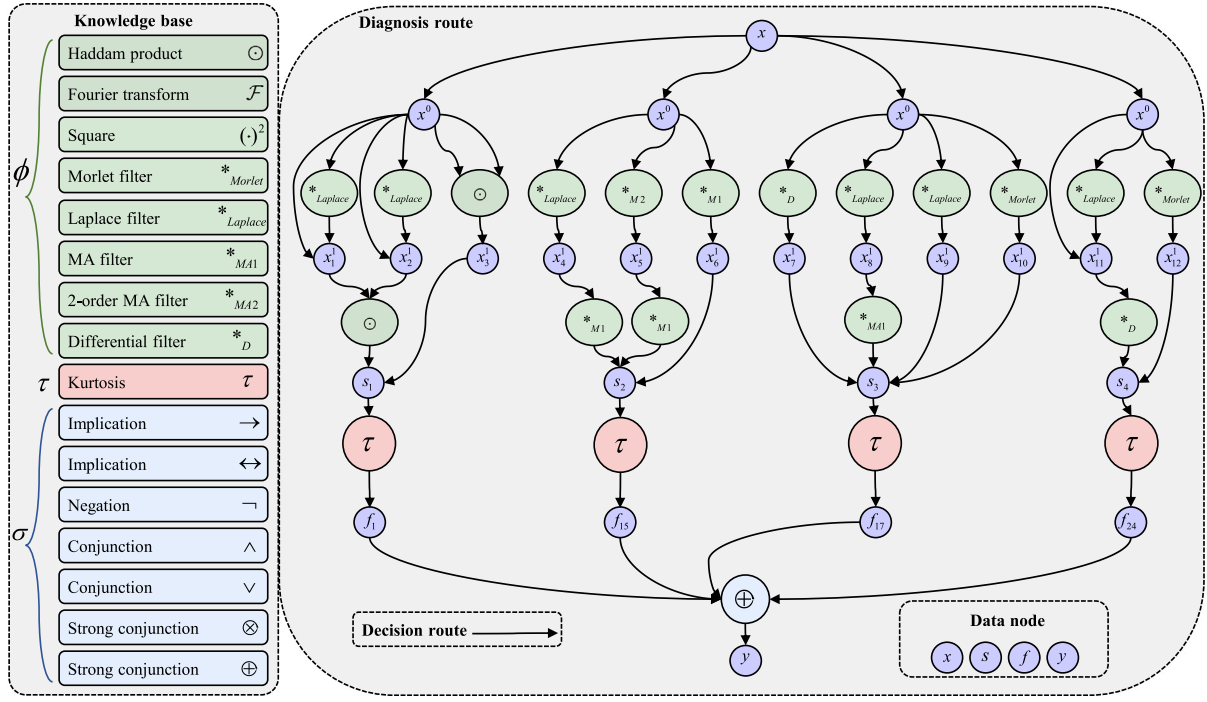 Knowledge base
ϕ
Haddam product ⊙
Fourier transform ℱ
Square (·)²
Morlet filter *Morlet
Laplace filter *Laplace
MA filter *MA1
2-order MA filter *MA2
Differential filter *D
τ Kurtosis τ
σ
Implication →
Implication ↔
Negation ¬
Conjunction ∧
Conjunction ∨
Strong conjunction ⊗
Strong conjunction ⊕
Diagnosis route
x
x⁰ x⁰ x⁰ x⁰
*Laplace *Laplace ⊙ *Laplace *M2 *M1 *D *Laplace *Laplace *Morlet *Laplace *Morlet
x¹₁ x¹₂ x¹₃ x¹₄ x¹₅ x¹₆ x¹₇ x¹₈ x¹₉ x¹₁₀ x¹₁₁ x¹₁₂
⊙ *M1 *M1 *MA1 *D
s₁ s₂ s₃ s₄
τ τ τ τ
f₁ f₁₅ f₁₇ f₂₄
⊕
y
Decision route
Data node
x s f y